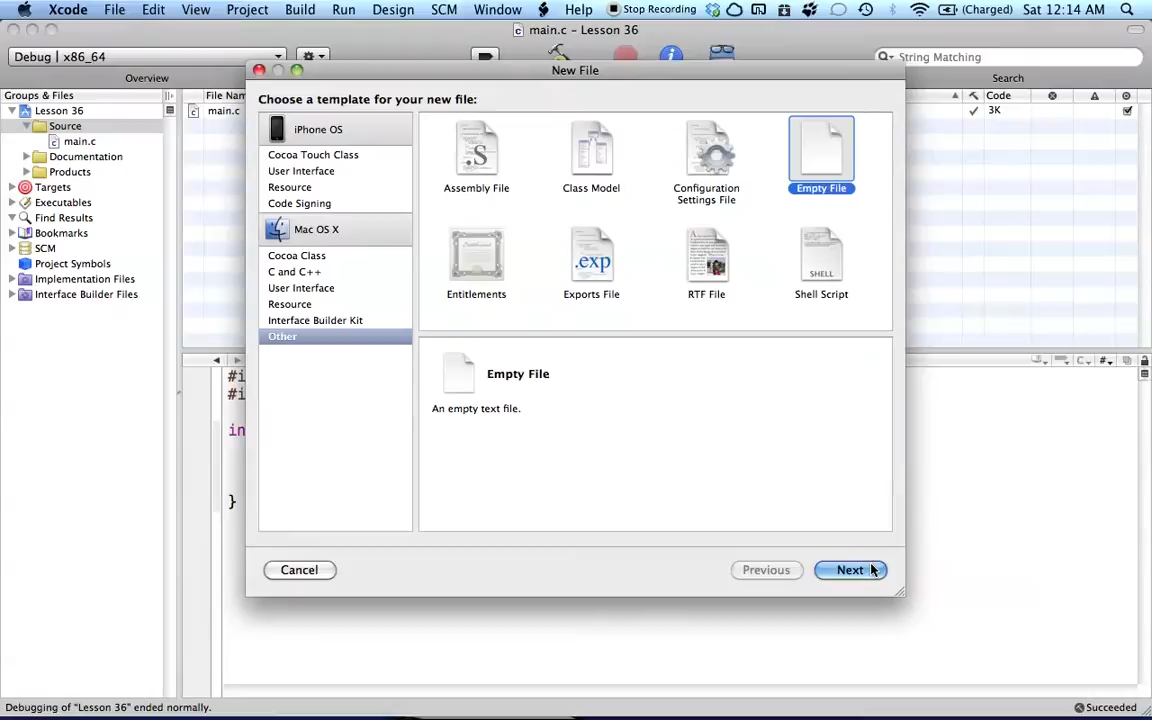 Xcode File Edit View Project Build Run Design SCM Window Help Stop Recording (Charged) Sat 12:14 AM
main.c – Lesson 36
Debug | x86_64
String Matching
Overview
Search
Groups & Files
File Nam
Code
Lesson 36
main.c
3K
Source
main.c
Documentation
Products
Targets
Executables
Find Results
Bookmarks
SCM
Project Symbols
Implementation Files
Interface Builder Files
New File
Choose a template for your new file:
iPhone OS
Cocoa Touch Class
User Interface
Resource
Code Signing
Mac OS X
Cocoa Class
C and C++
User Interface
Resource
Interface Builder Kit
Other
.S
Assembly File
Class Model
Configuration
Settings File
Empty File
Entitlements
.exp
Exports File
RTF File
SHELL
Shell Script
Empty File
An empty text file.
Cancel
Previous
Next
#i
#i
in
}
C
#
Debugging of "Lesson 36" ended normally.
Succeeded